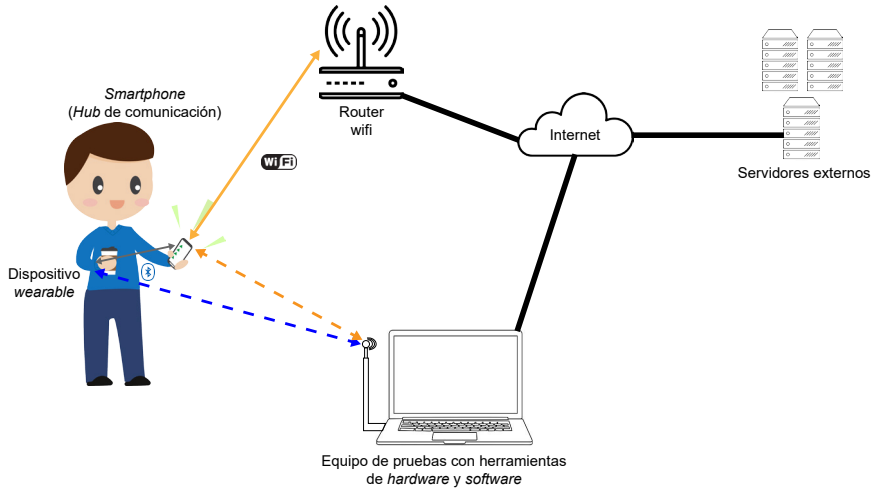 Smartphone
(Hub de comunicación)
Router
wifi
Internet
Servidores externos
WiFi
Dispositivo
wearable
Equipo de pruebas con herramientas
de hardware y software